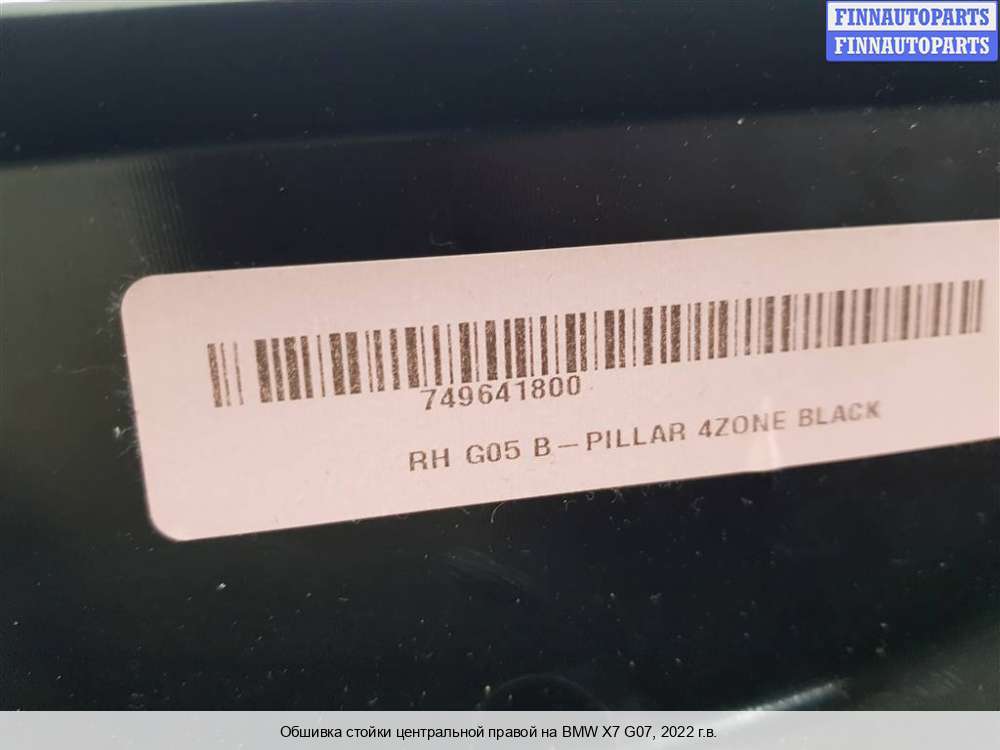 FINNAUTOPARTS
FINNAUTOPARTS
749641800
RH G05 B-PILLAR 4ZONE BLACK
Обшивка стойки центральной правой на BMW X7 G07, 2022 г.в.